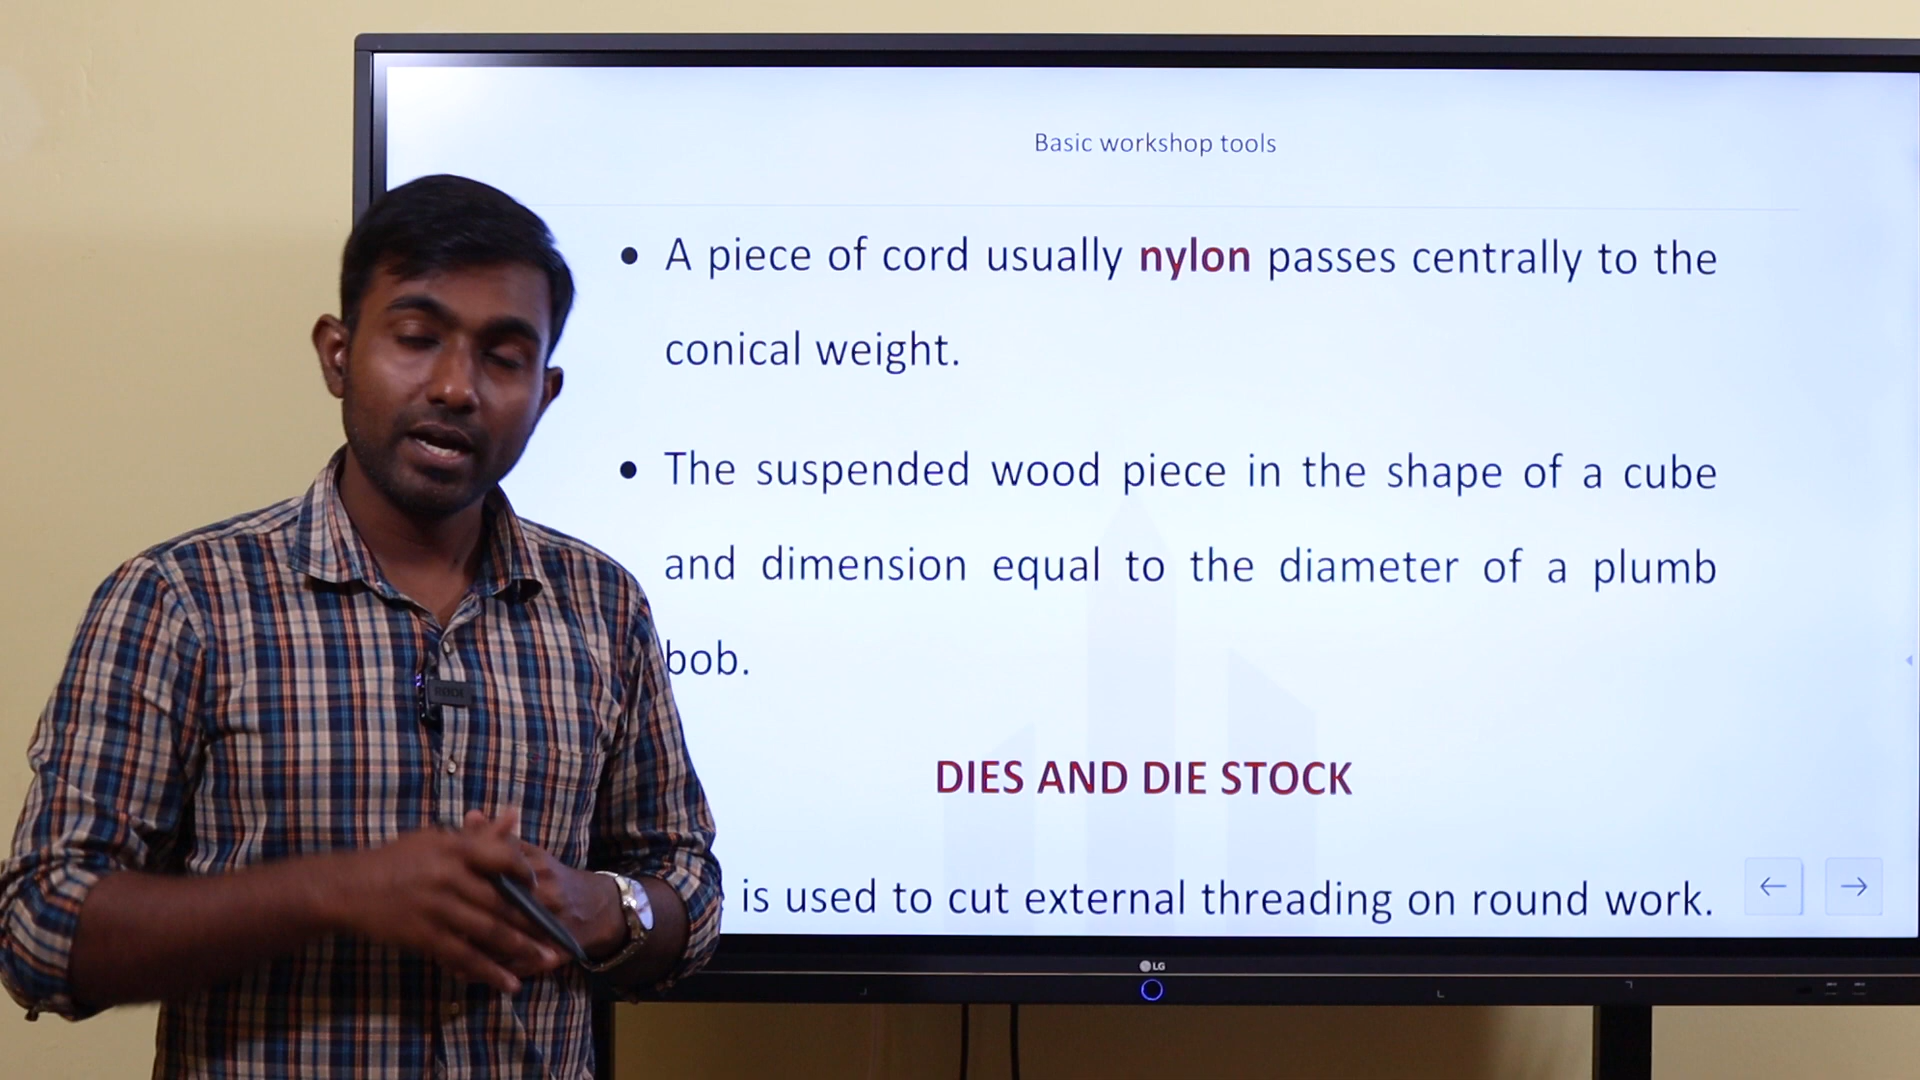 Basic workshop tools
• A piece of cord usually nylon passes centrally to the
conical weight.
• The suspended wood piece in the shape of a cube
and dimension equal to the diameter of a plumb
bob.
DIES AND DIE STOCK
is used to cut external threading on round work.
LG
RØDE